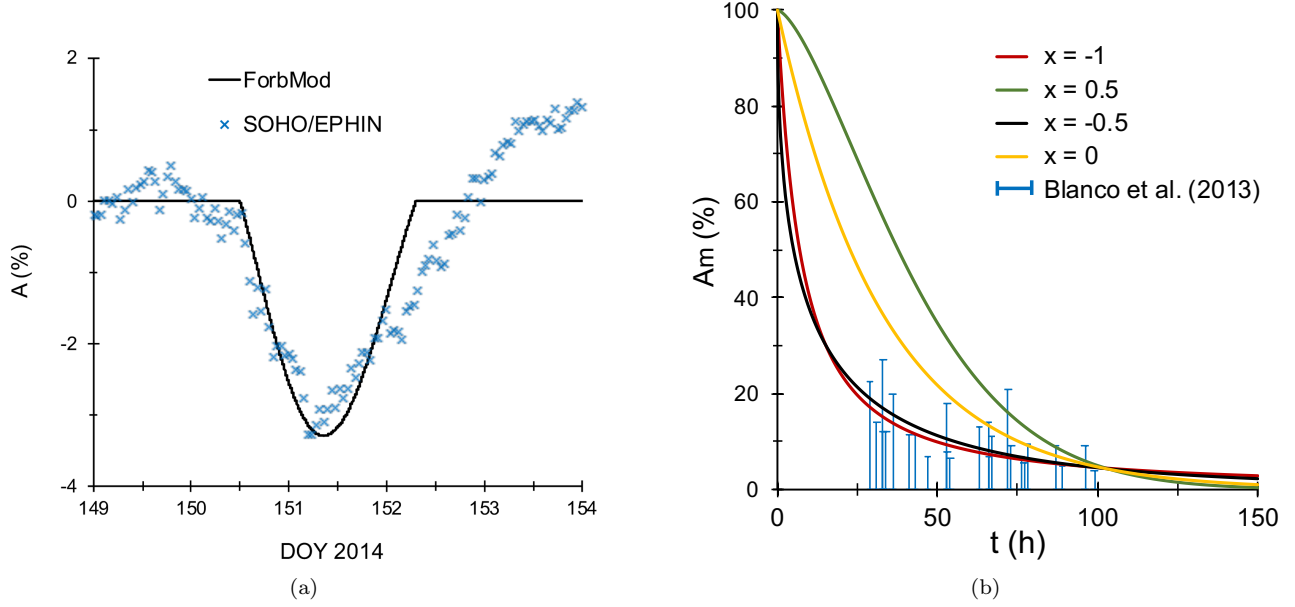 2
0
-2
-4
A (%)
149
150
151
152
153
154
DOY 2014
ForbMod
SOHO/EPHIN
(a)
100
80
60
40
20
0
Am (%)
0
50
100
150
t (h)
x = -1
x = 0.5
x = -0.5
x = 0
Blanco et al. (2013)
(b)